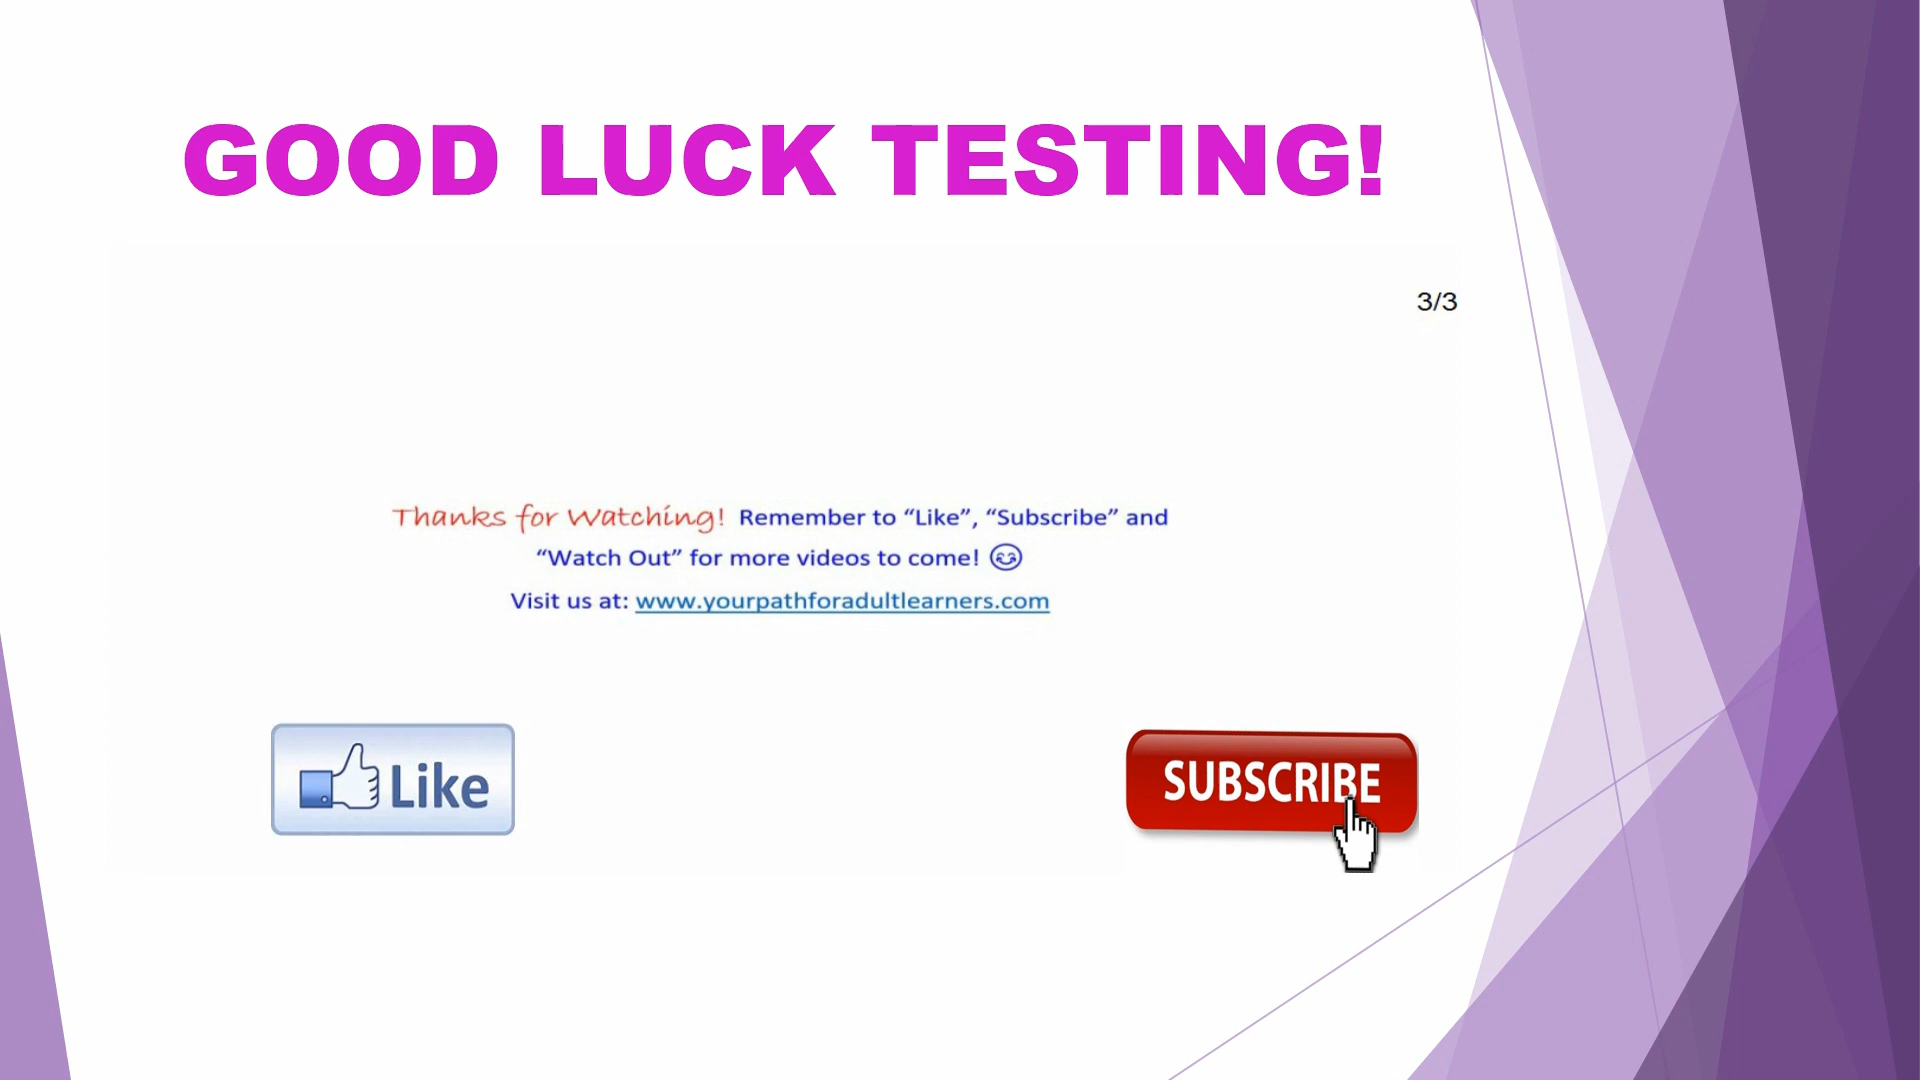 GOOD LUCK TESTING!
3/3
Thanks for Watching! Remember to “Like”, “Subscribe” and
“Watch Out” for more videos to come! 😊
Visit us at: www.yourpathforadultlearners.com
Like
SUBSCRIBE